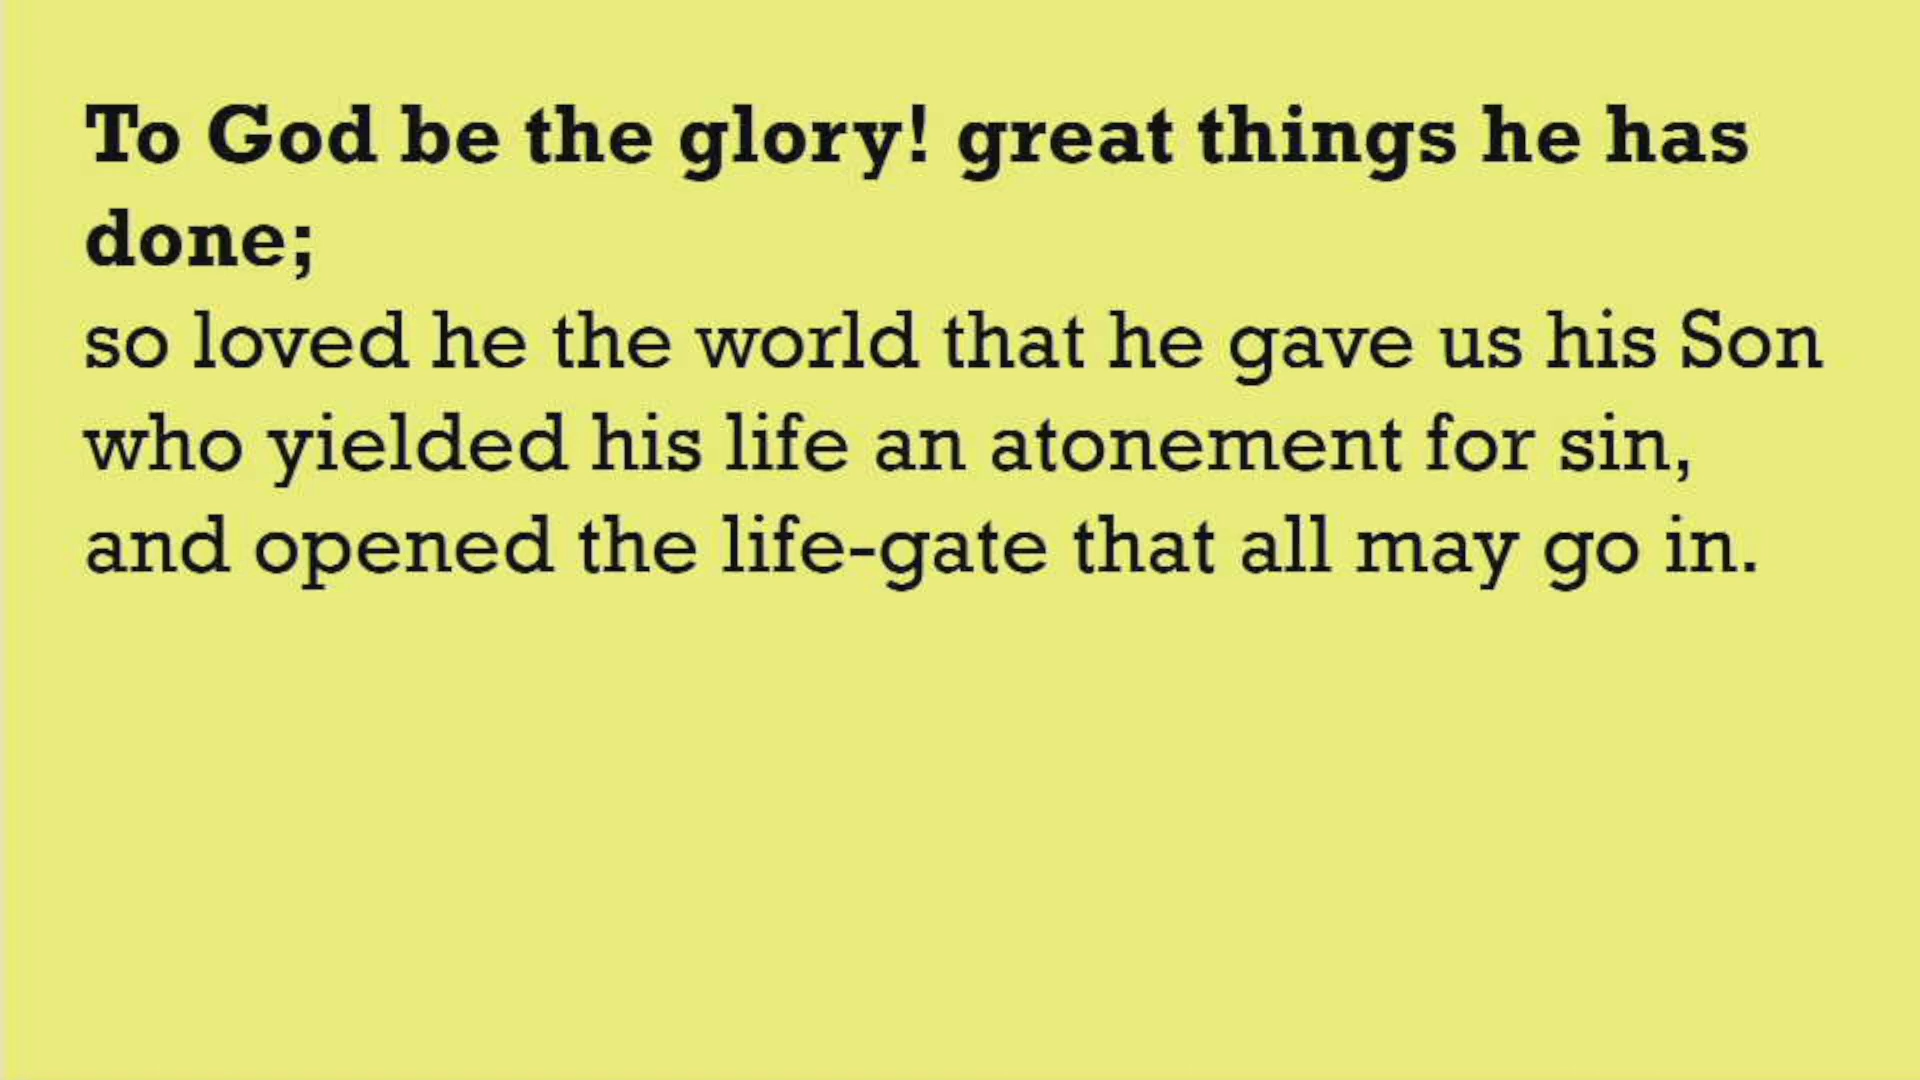 To God be the glory! great things he has
done;
so loved he the world that he gave us his Son
who yielded his life an atonement for sin,
and opened the life-gate that all may go in.